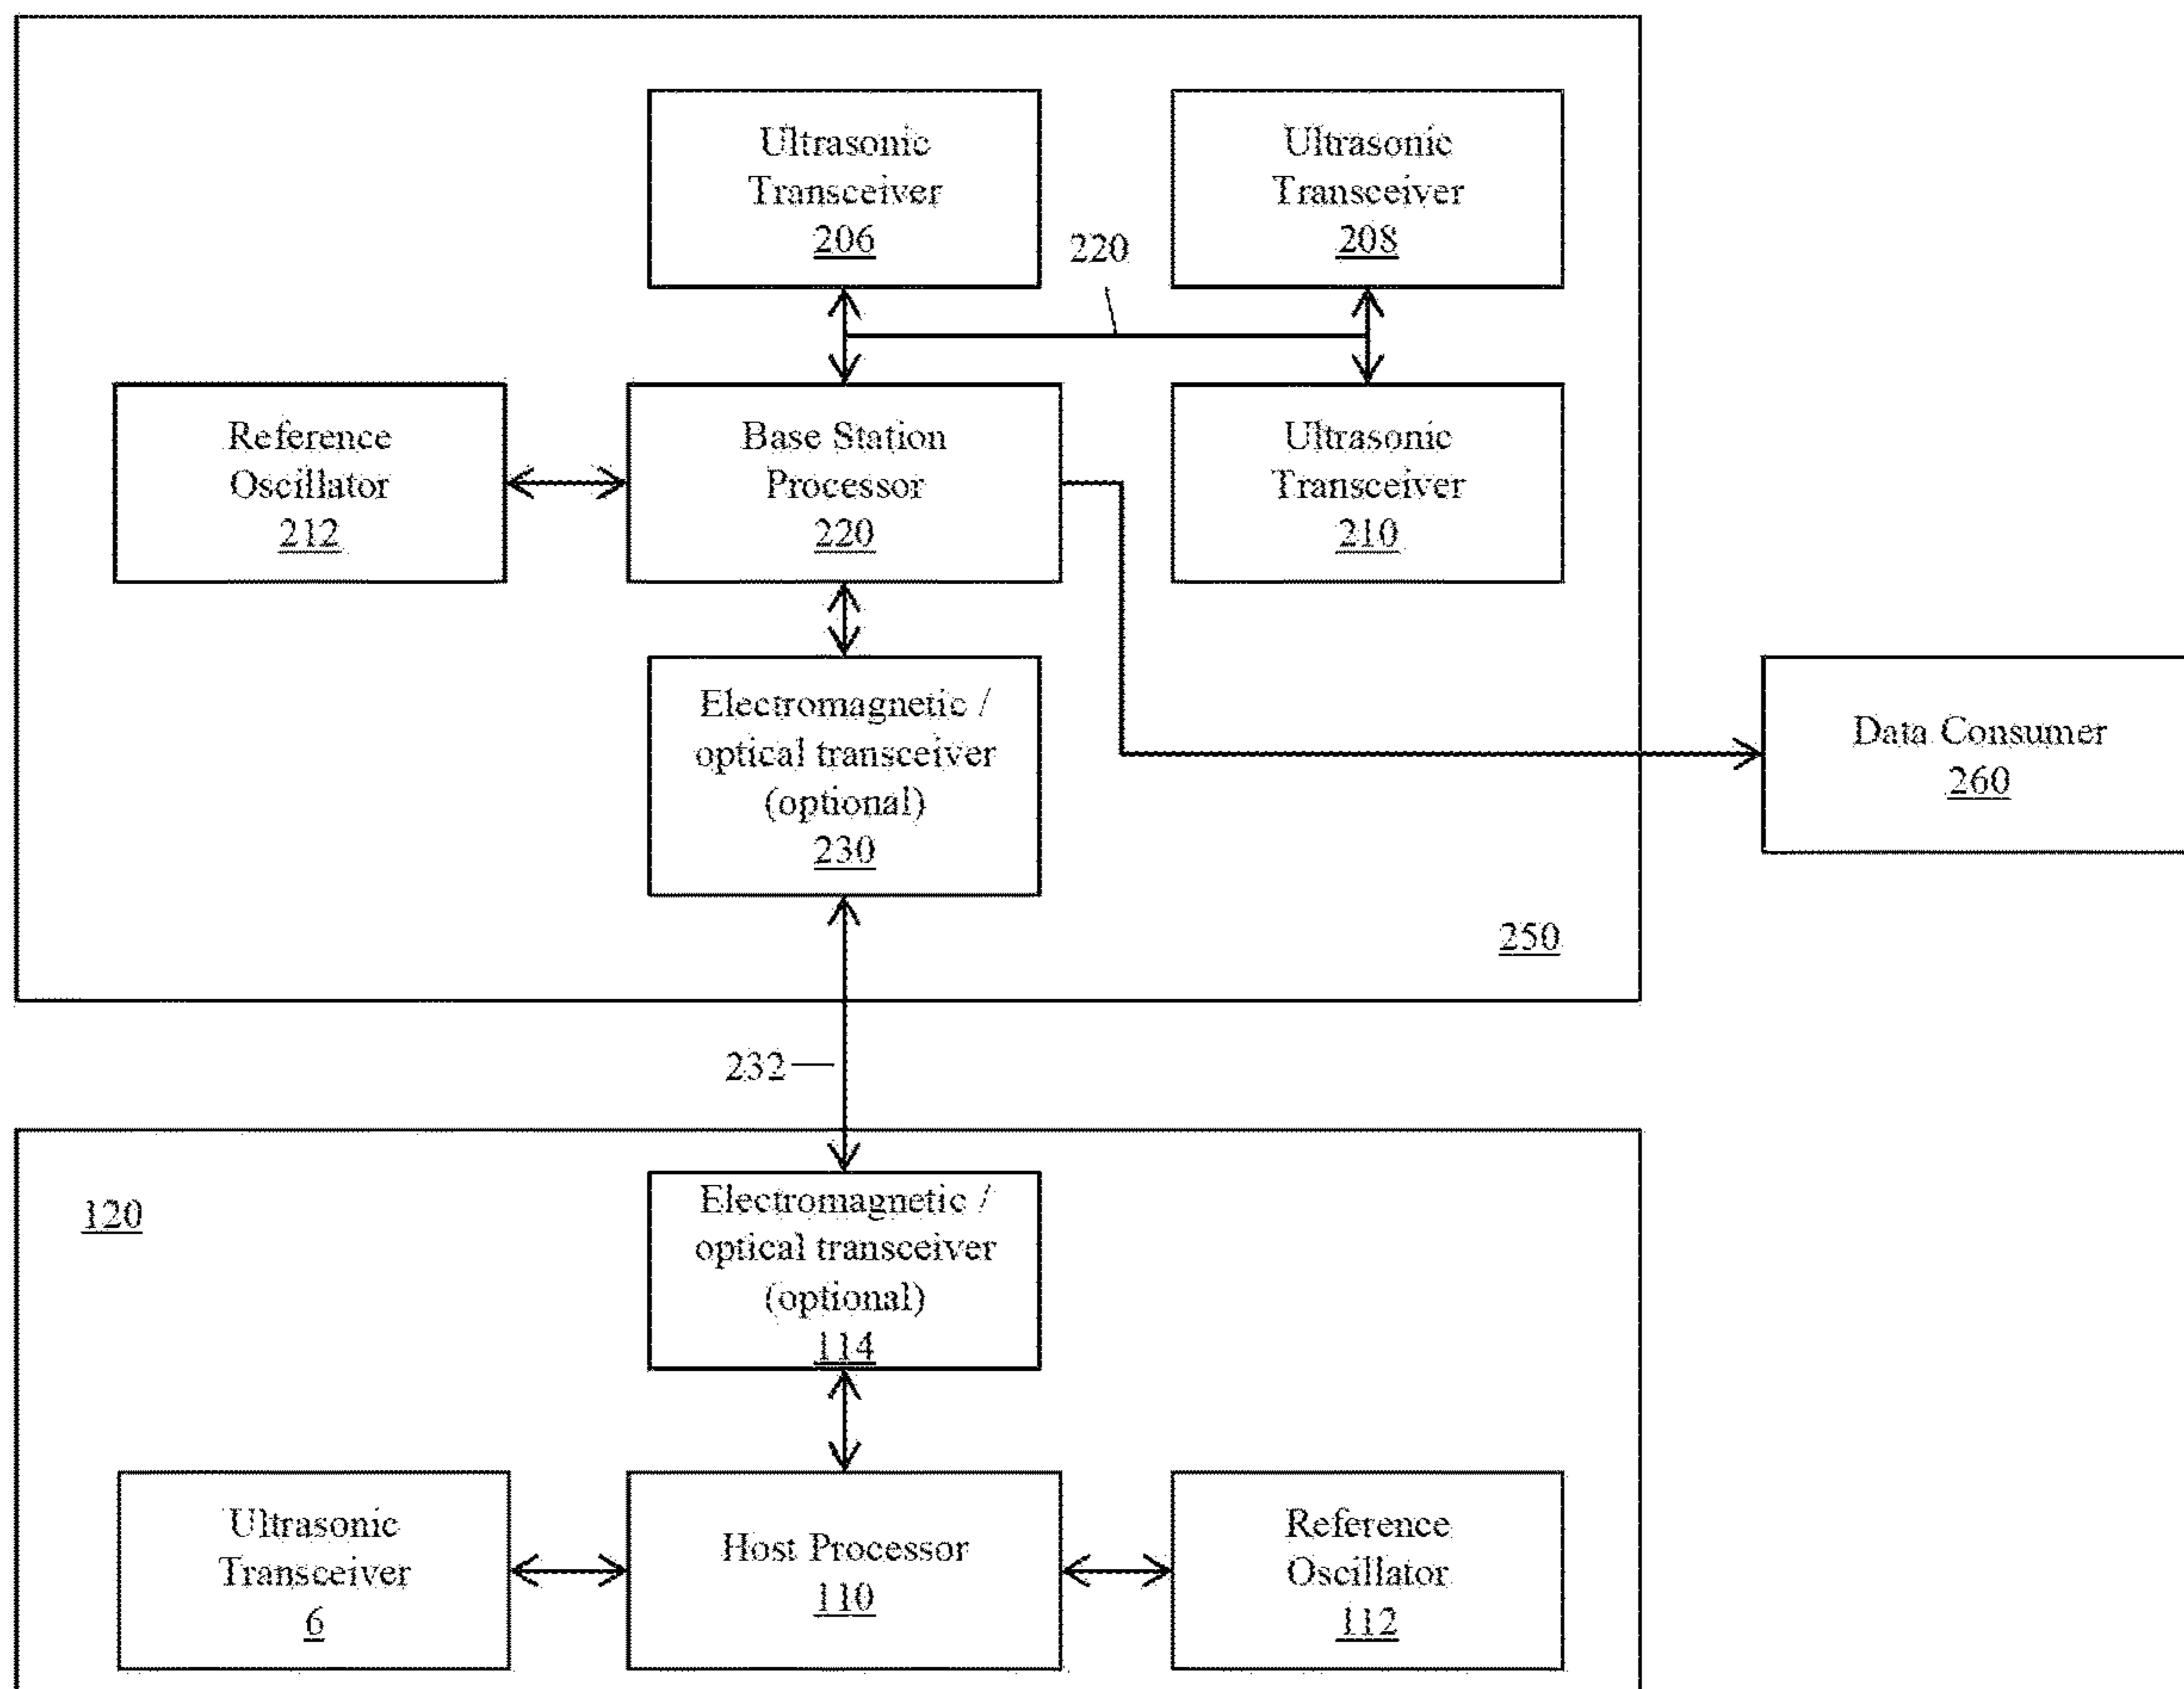 Ultrasonic
Transceiver
206
Ultrasonic
Transceiver
208
220
Reference
Oscillator
212
Base Station
Processor
220
Ultrasonic
Transceiver
210
Electromagnetic /
optical transceiver
(optional)
230
Data Consumer
260
250
232
120
Electromagnetic /
optical transceiver
(optional)
114
Ultrasonic
Transceiver
6
Host Processor
110
Reference
Oscillator
112